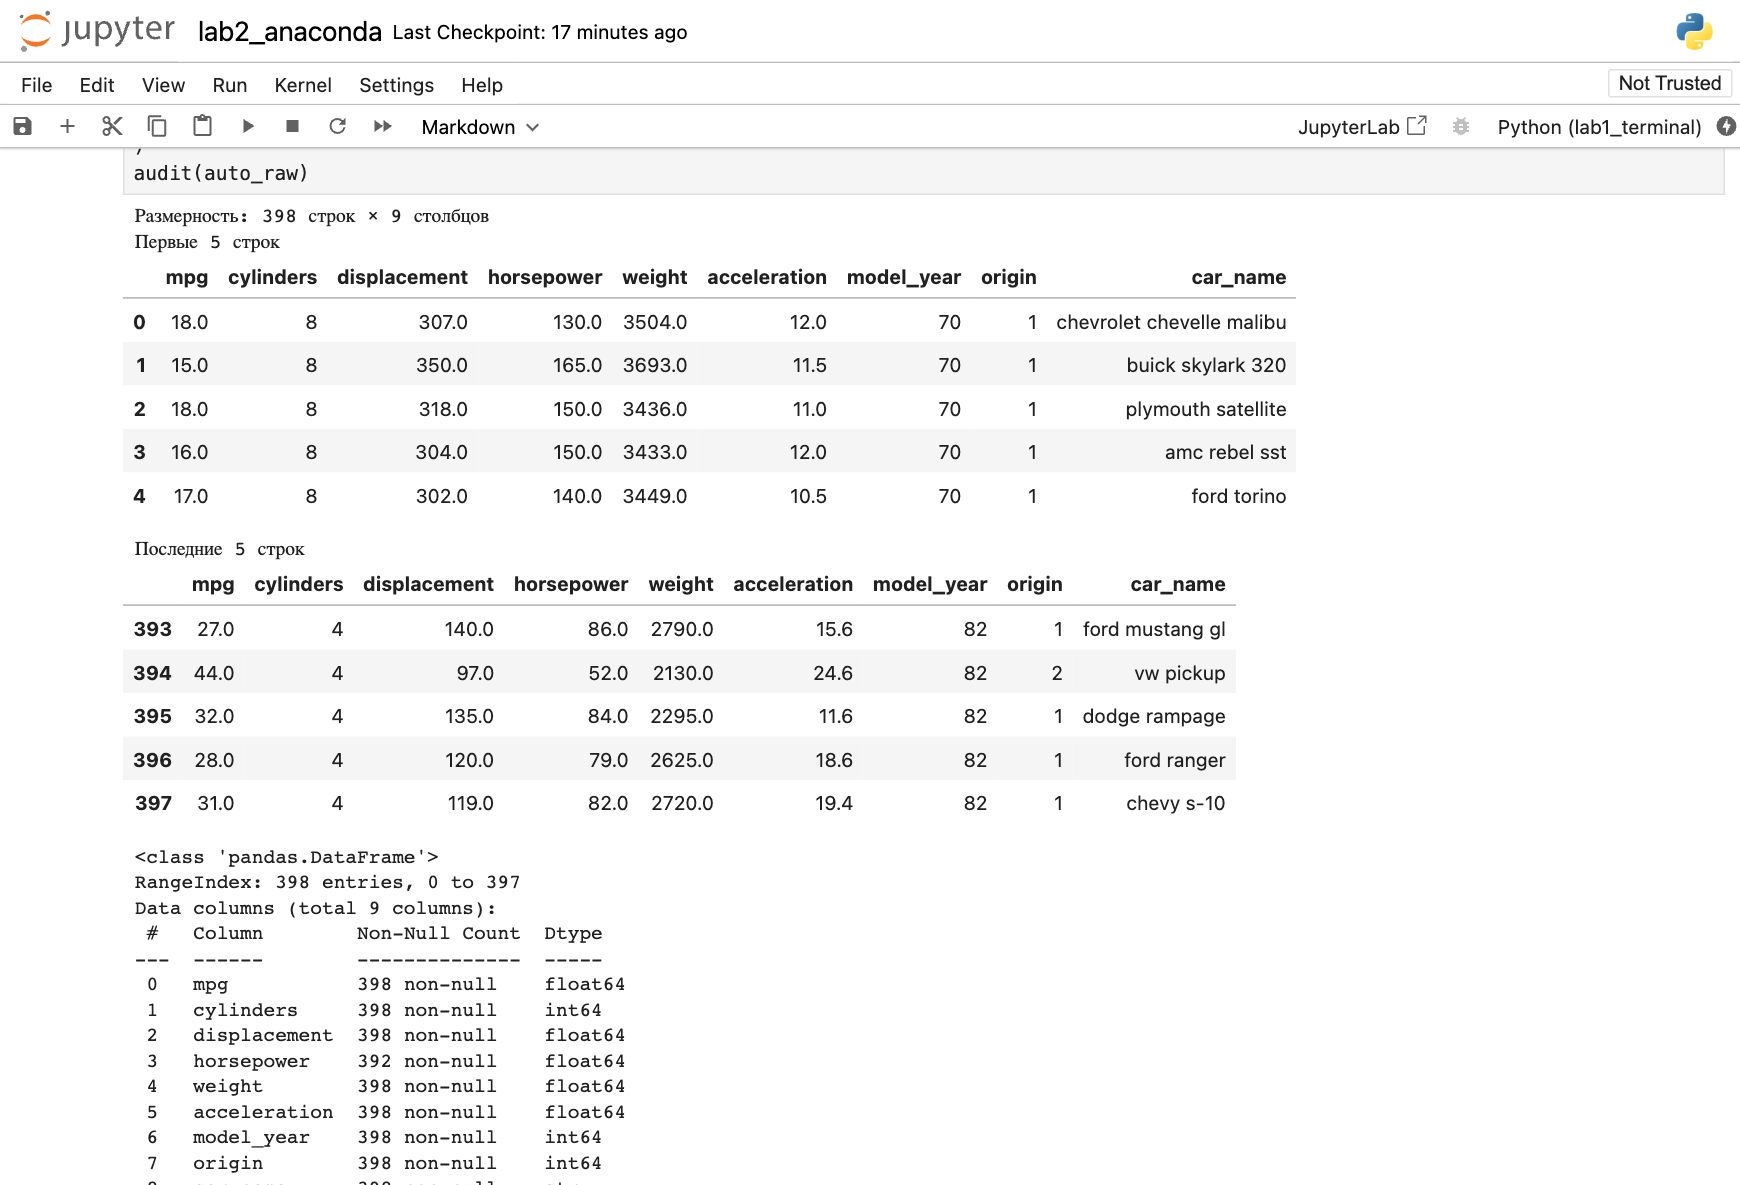 jupyter lab2_anaconda Last Checkpoint: 17 minutes ago
File Edit View Run Kernel Settings Help Not Trusted
Markdown JupyterLab Python (lab1_terminal)
audit(auto_raw)
Размерность: 398 строк × 9 столбцов
Первые 5 строк
mpg cylinders displacement horsepower weight acceleration model_year origin car_name
0 18.0 8 307.0 130.0 3504.0 12.0 70 1 chevrolet chevelle malibu
1 15.0 8 350.0 165.0 3693.0 11.5 70 1 buick skylark 320
2 18.0 8 318.0 150.0 3436.0 11.0 70 1 plymouth satellite
3 16.0 8 304.0 150.0 3433.0 12.0 70 1 amc rebel sst
4 17.0 8 302.0 140.0 3449.0 10.5 70 1 ford torino
Последние 5 строк
mpg cylinders displacement horsepower weight acceleration model_year origin car_name
393 27.0 4 140.0 86.0 2790.0 15.6 82 1 ford mustang gl
394 44.0 4 97.0 52.0 2130.0 24.6 82 2 vw pickup
395 32.0 4 135.0 84.0 2295.0 11.6 82 1 dodge rampage
396 28.0 4 120.0 79.0 2625.0 18.6 82 1 ford ranger
397 31.0 4 119.0 82.0 2720.0 19.4 82 1 chevy s-10
<class 'pandas.DataFrame'>
RangeIndex: 398 entries, 0 to 397
Data columns (total 9 columns):
# Column Non-Null Count Dtype
--- ------ -------------- -----
0 mpg 398 non-null float64
1 cylinders 398 non-null int64
2 displacement 398 non-null float64
3 horsepower 392 non-null float64
4 weight 398 non-null float64
5 acceleration 398 non-null float64
6 model_year 398 non-null int64
7 origin 398 non-null int64